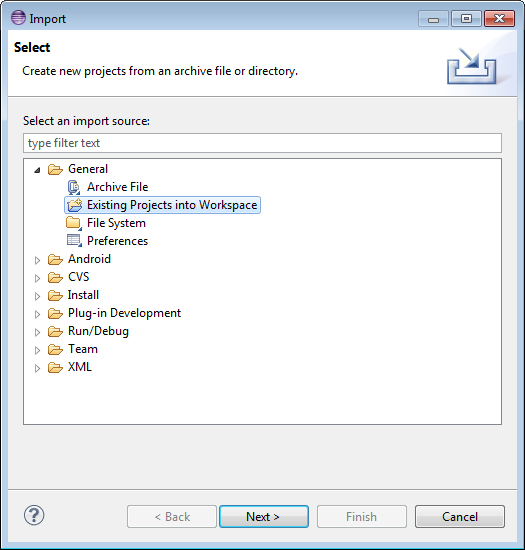 Import
Select
Create new projects from an archive file or directory.
Select an import source:
type filter text
General
Archive File
Existing Projects into Workspace
File System
Preferences
Android
CVS
Install
Plug-in Development
Run/Debug
Team
XML
?
< Back
Next >
Finish
Cancel